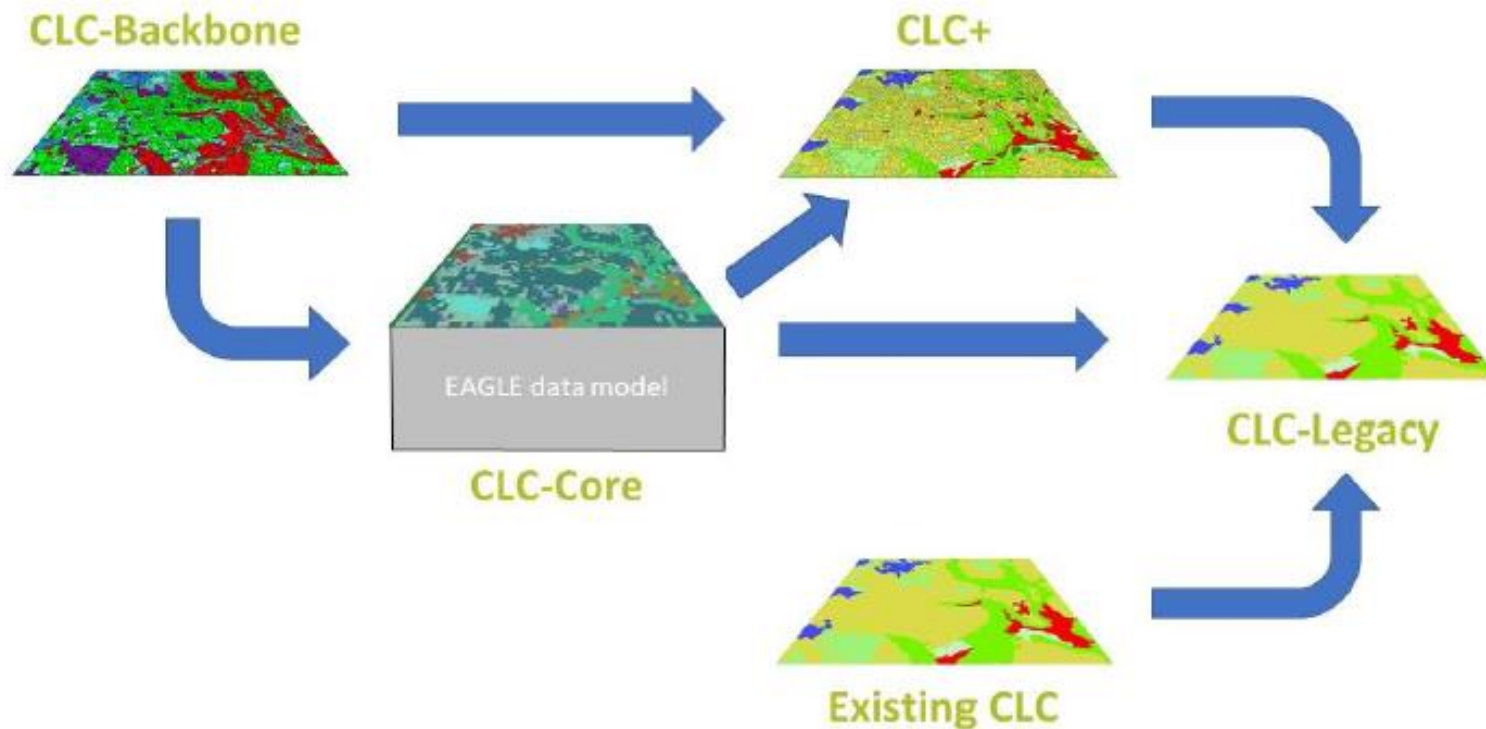 CLC-Backbone
CLC+
EAGLE data model
CLC-Core
CLC-Legacy
Existing CLC